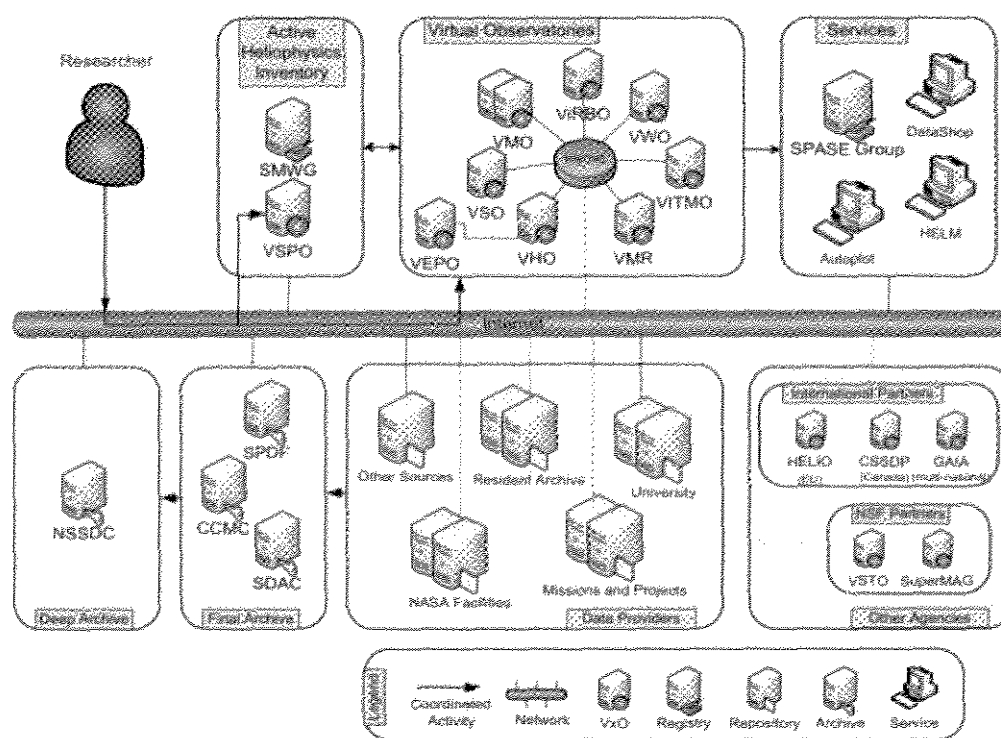 Researcher
Active
Heliophysics
Inventory
SMWG
VSPO
Virtual Observatories
VMO
ViRBO
VWO
VSO
VITMO
VEPO
VHO
VMR
Services
SPASE Group
DataShop
Autoplot
HELM
Internet
NSSDC
Deep Archive
SPDF
CCMC
SDAC
Final Archive
Other Sources
Resident Archive
University
NASA Facilities
Missions and Projects
Data Providers
International Partners
HELIO
(EU)
CSSDP
(Canada)
GAIA
(multi-national)
NSF Partners
VSTO
SuperMAG
Other Agencies
Legend
Coordinated
Activity
Network
VxO
Registry
Repository
Archive
Service